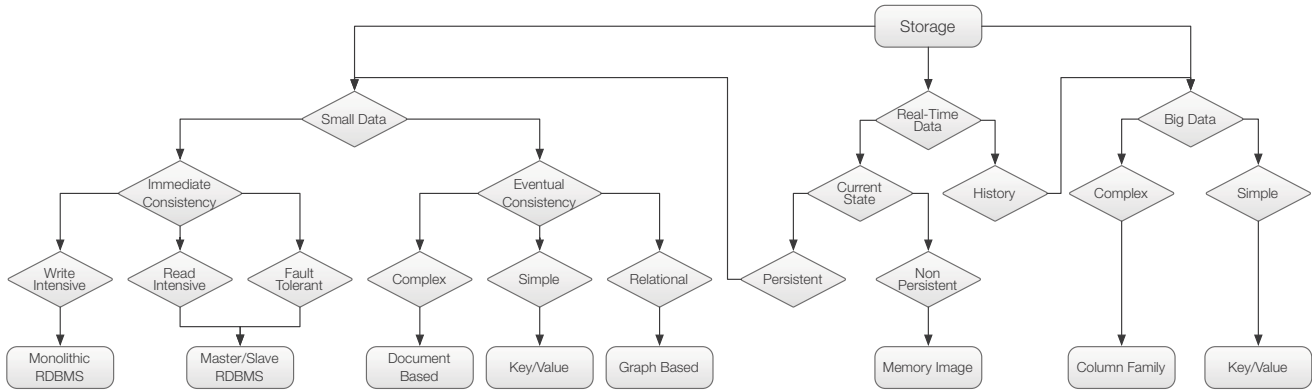 Storage
Small Data
Real-Time
Data
Big Data
Immediate
Consistency
Eventual
Consistency
Current
State
History
Complex
Simple
Write
Intensive
Read
Intensive
Fault
Tolerant
Complex
Simple
Relational
Persistent
Non
Persistent
Monolithic
RDBMS
Master/Slave
RDBMS
Document
Based
Key/Value
Graph Based
Memory Image
Column Family
Key/Value